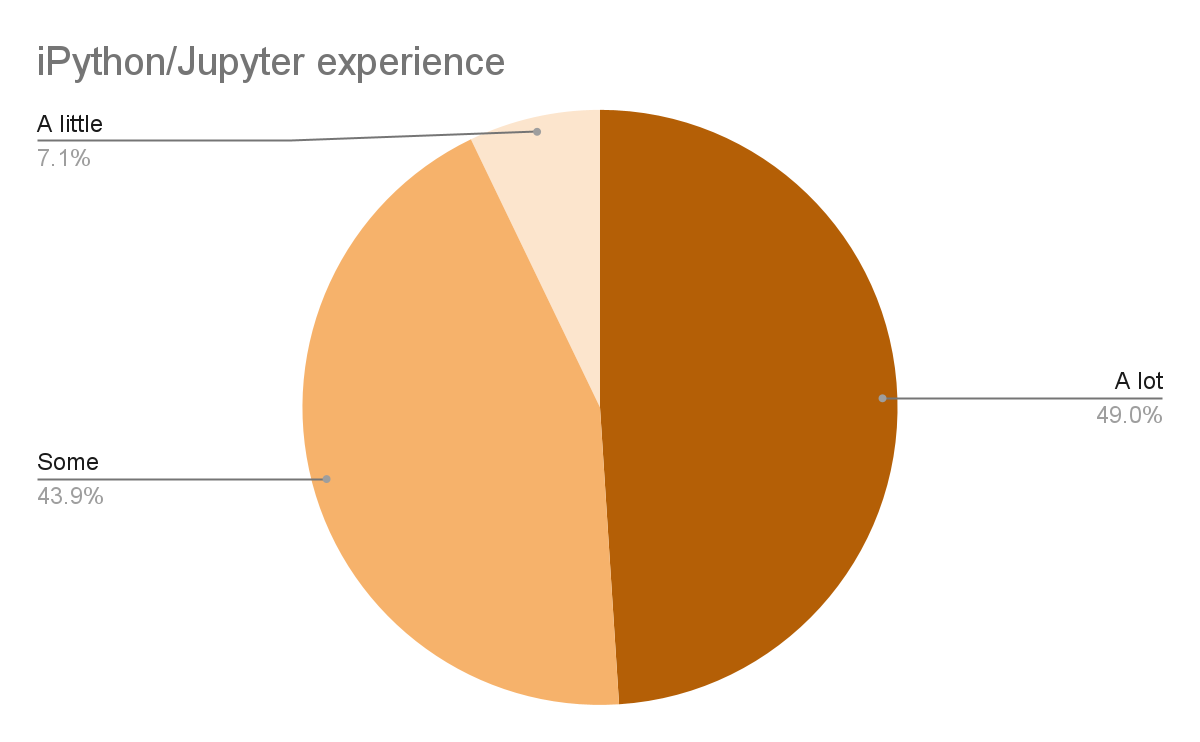 iPython/Jupyter experience
A little
7.1%
A lot
49.0%
Some
43.9%